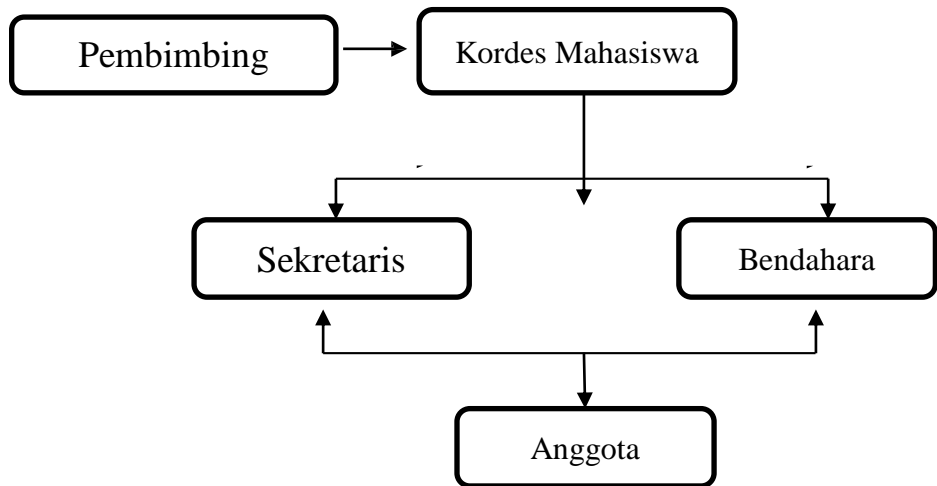 Pembimbing
Kordes Mahasiswa
Sekretaris
Bendahara
Anggota